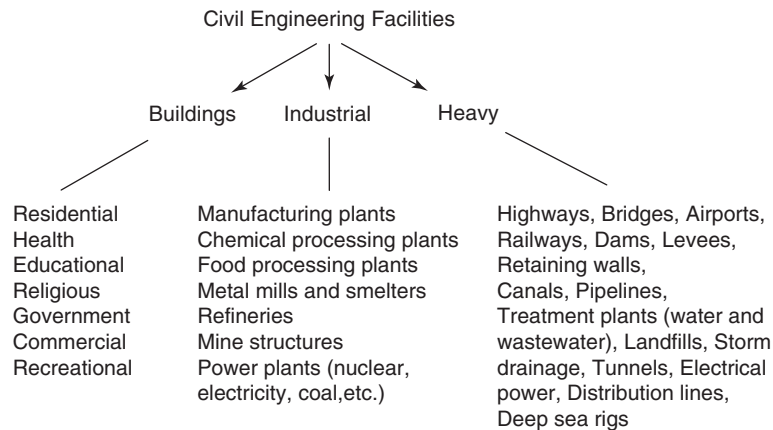 Civil Engineering Facilities
Buildings
Industrial
Heavy
Residential
Health
Educational
Religious
Government
Commercial
Recreational
Manufacturing plants
Chemical processing plants
Food processing plants
Metal mills and smelters
Refineries
Mine structures
Power plants (nuclear,
electricity, coal,etc.)
Highways, Bridges, Airports,
Railways, Dams, Levees,
Retaining walls,
Canals, Pipelines,
Treatment plants (water and
wastewater), Landfills, Storm
drainage, Tunnels, Electrical
power, Distribution lines,
Deep sea rigs